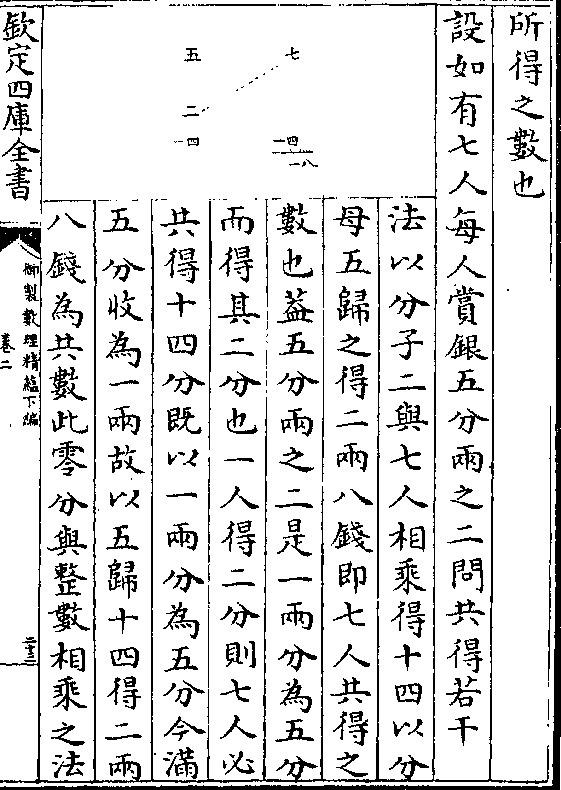 所得之數也
設如有七人每人賞銀五分兩之二問共得若干
法以分子二與七人相乘得十四以分
母五歸之得二兩八錢即七人共得之
數也蓋五分兩之二是一兩分為五分
而得其二分也一人得二分則七人必
共得十四分既以一兩分為五分今滿
五分收為一兩故以五歸十四得二兩
八錢為共數此零分與整數相乘之法
七
一四
一八
五
二
一四
欽定四庫全書
御製數理精蘊下編
卷二